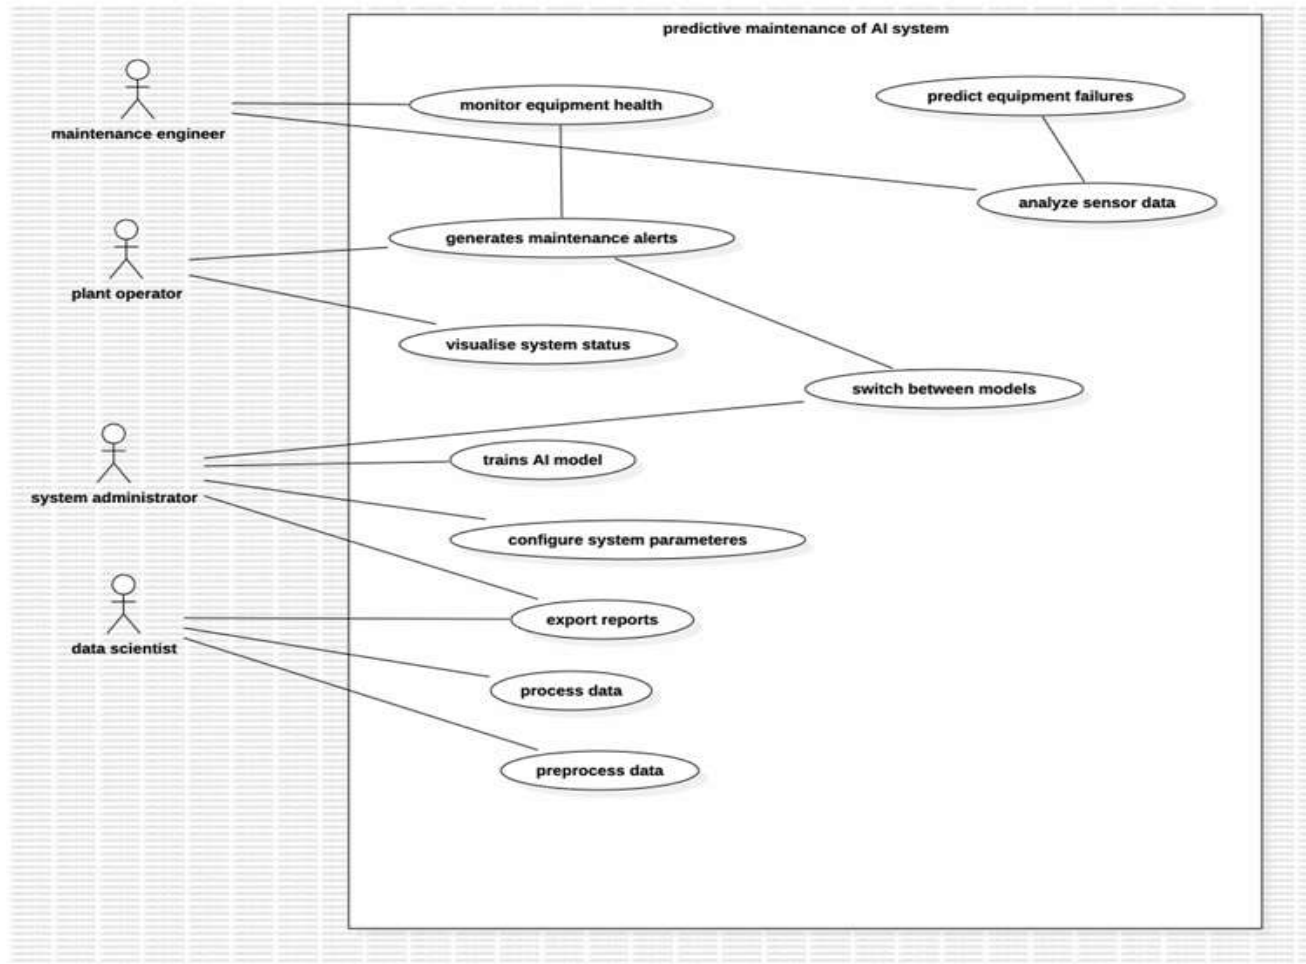 predictive maintenance of AI system
maintenance engineer
monitor equipment health
predict equipment failures
analyze sensor data
plant operator
generates maintenance alerts
visualise system status
switch between models
system administrator
trains AI model
configure system parameteres
export reports
data scientist
process data
preprocess data